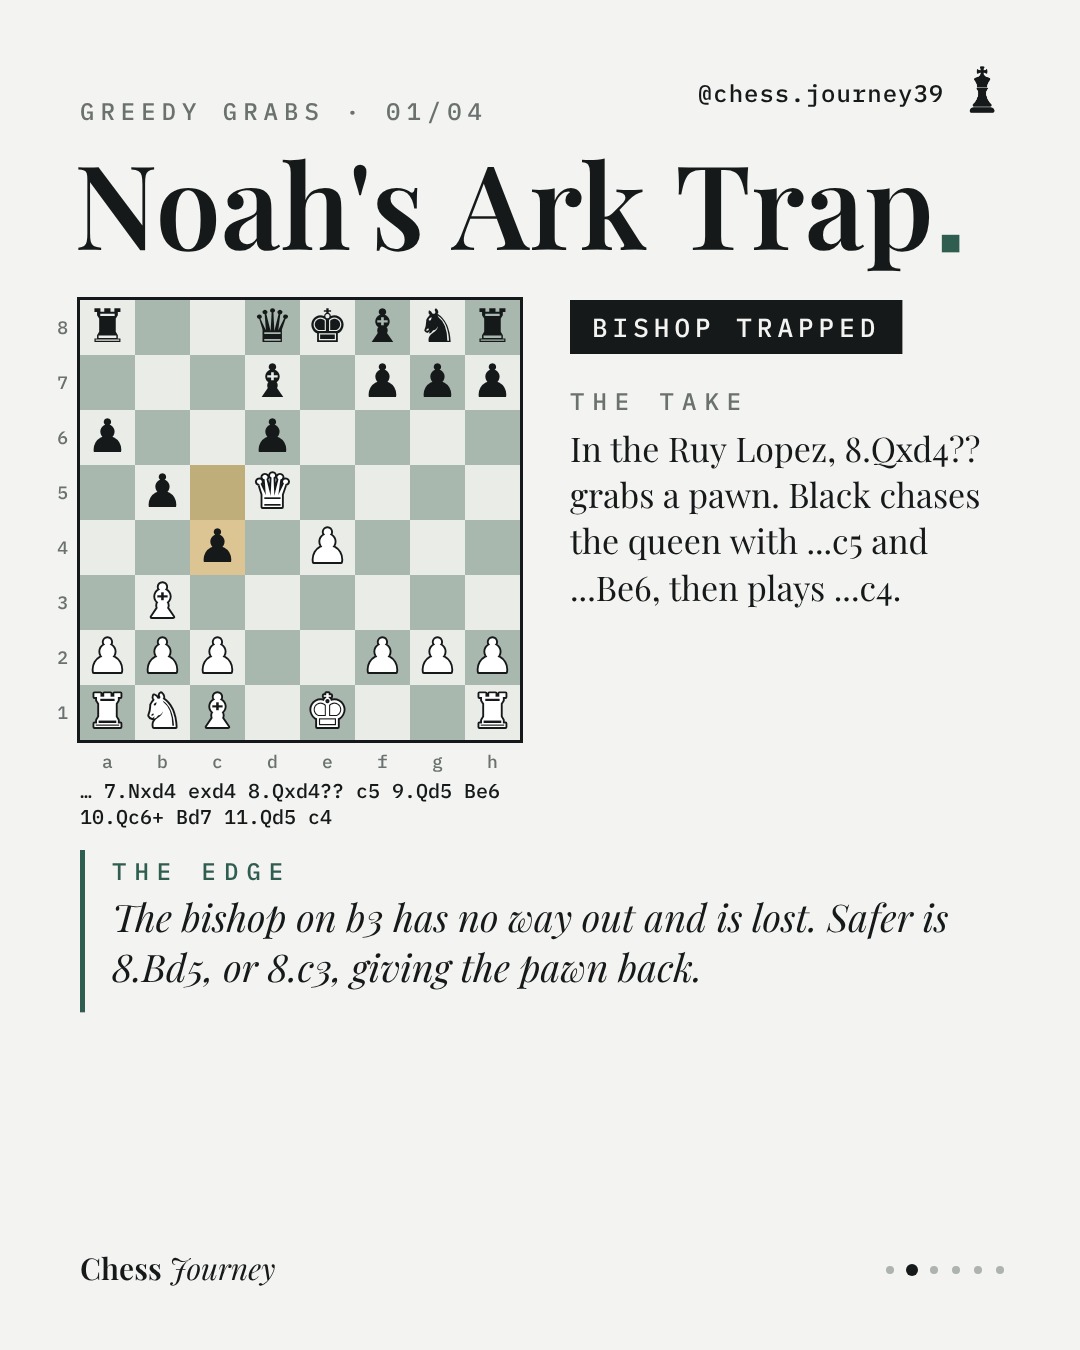 GREEDY GRABS · 01/04
@chess.journey39
Noah's Ark Trap.
8
7
6
5
4
3
2
1
a b c d e f g h
… 7.Nxd4 exd4 8.Qxd4?? c5 9.Qd5 Be6
10.Qc6+ Bd7 11.Qd5 c4
BISHOP TRAPPED
THE TAKE
In the Ruy Lopez, 8.Qxd4??
grabs a pawn. Black chases
the queen with ...c5 and
...Be6, then plays ...c4.
THE EDGE
The bishop on b3 has no way out and is lost. Safer is
8.Bd5, or 8.c3, giving the pawn back.
Chess Journey